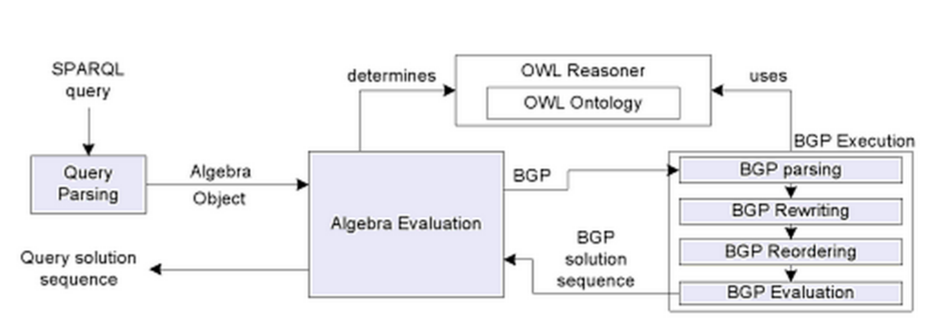 SPARQL
query
Query
Parsing
Algebra
Object
Query solution
sequence
determines
Algebra Evaluation
OWL Reasoner
OWL Ontology
uses
BGP
BGP
solution
sequence
BGP Execution
BGP parsing
BGP Rewriting
BGP Reordering
BGP Evaluation